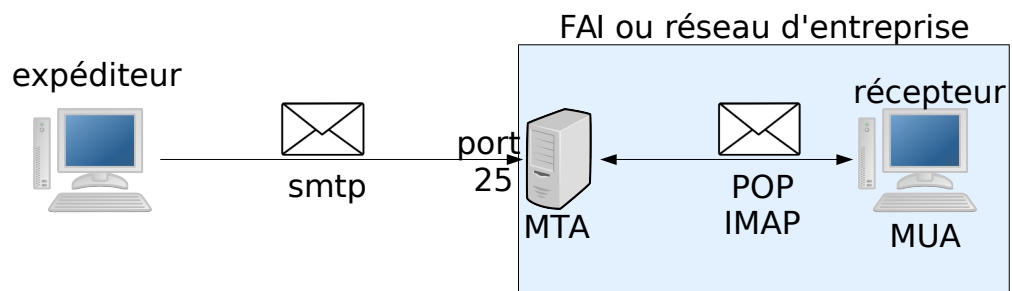 FAI ou réseau d'entreprise
expéditeur
récepteur
smtp
port
25
MTA
POP
IMAP
MUA